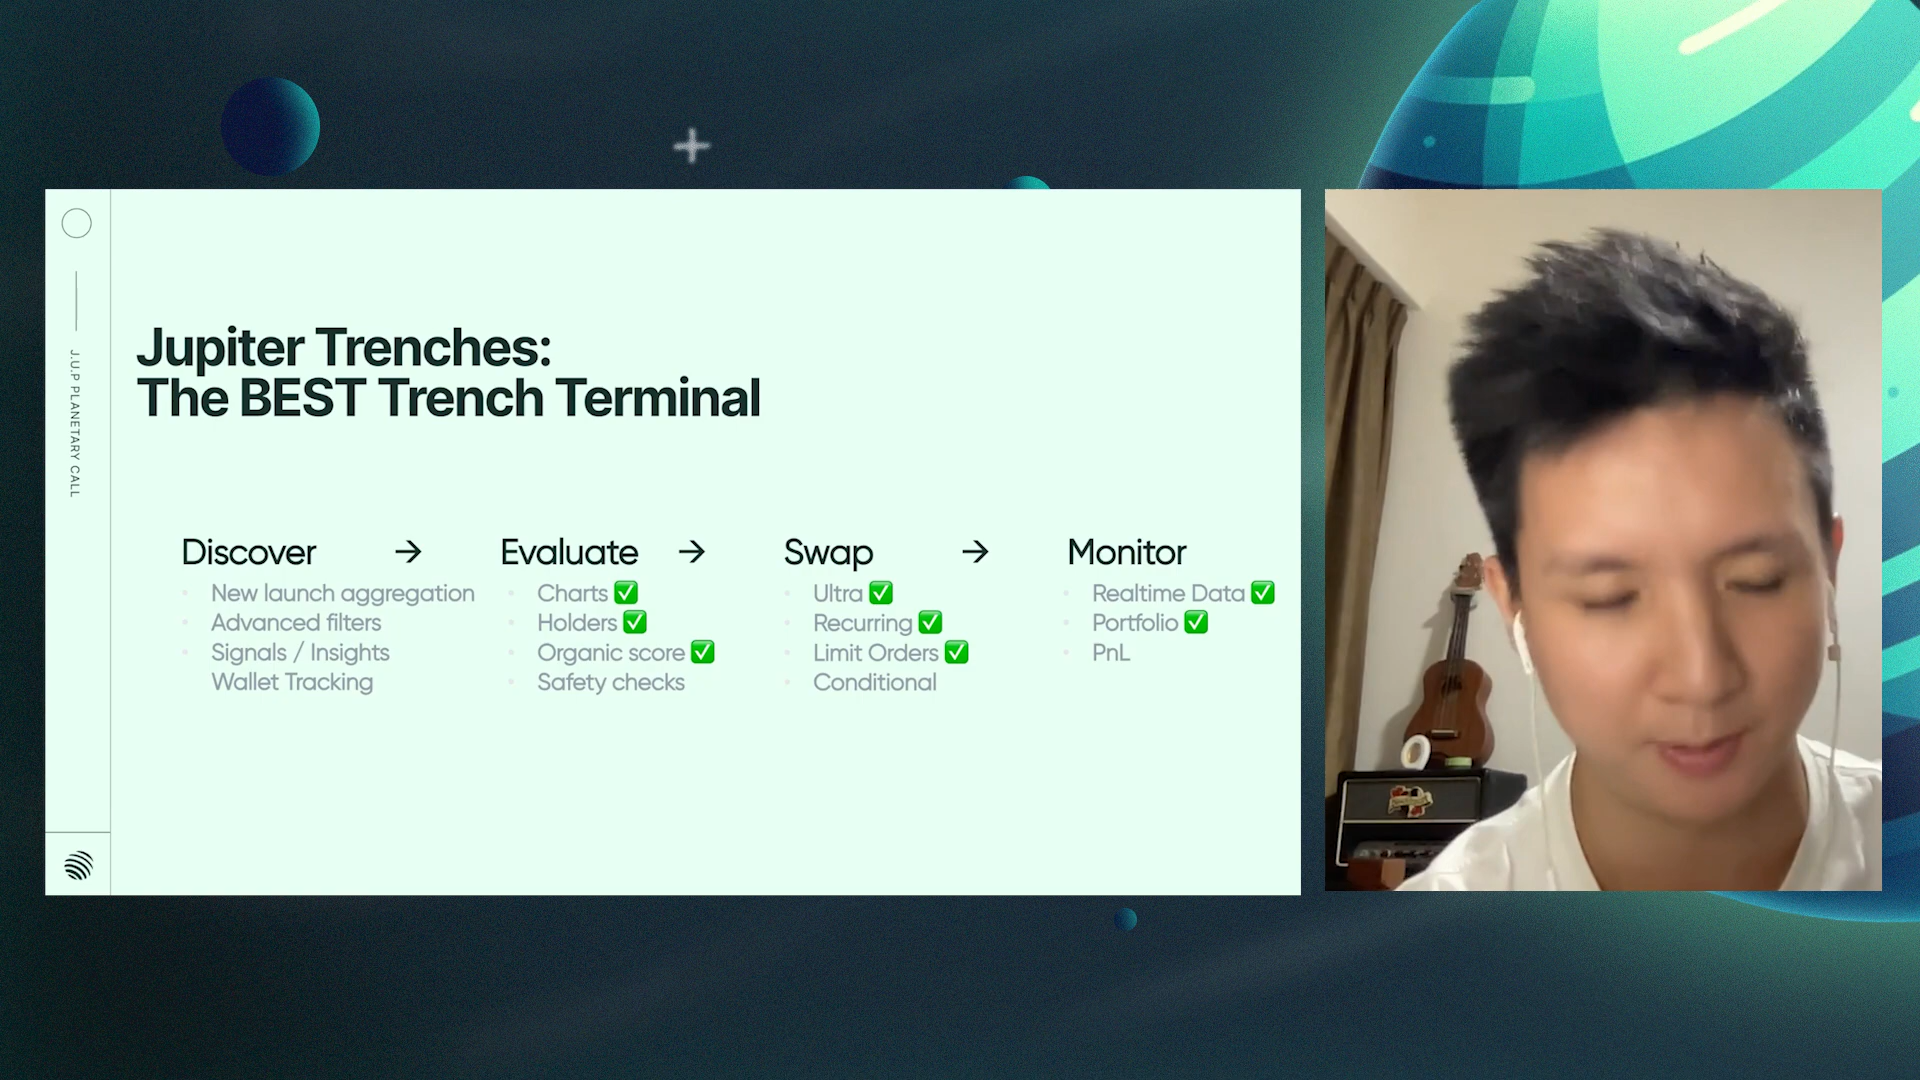 J.U.P PLANETARY CALL
Jupiter Trenches:
The BEST Trench Terminal
Discover →
New launch aggregation
Advanced filters
Signals / Insights
Wallet Tracking
Evaluate →
Charts ✅
Holders ✅
Organic score ✅
Safety checks
Swap →
Ultra ✅
Recurring ✅
Limit Orders ✅
Conditional
Monitor
Realtime Data ✅
Portfolio ✅
PnL